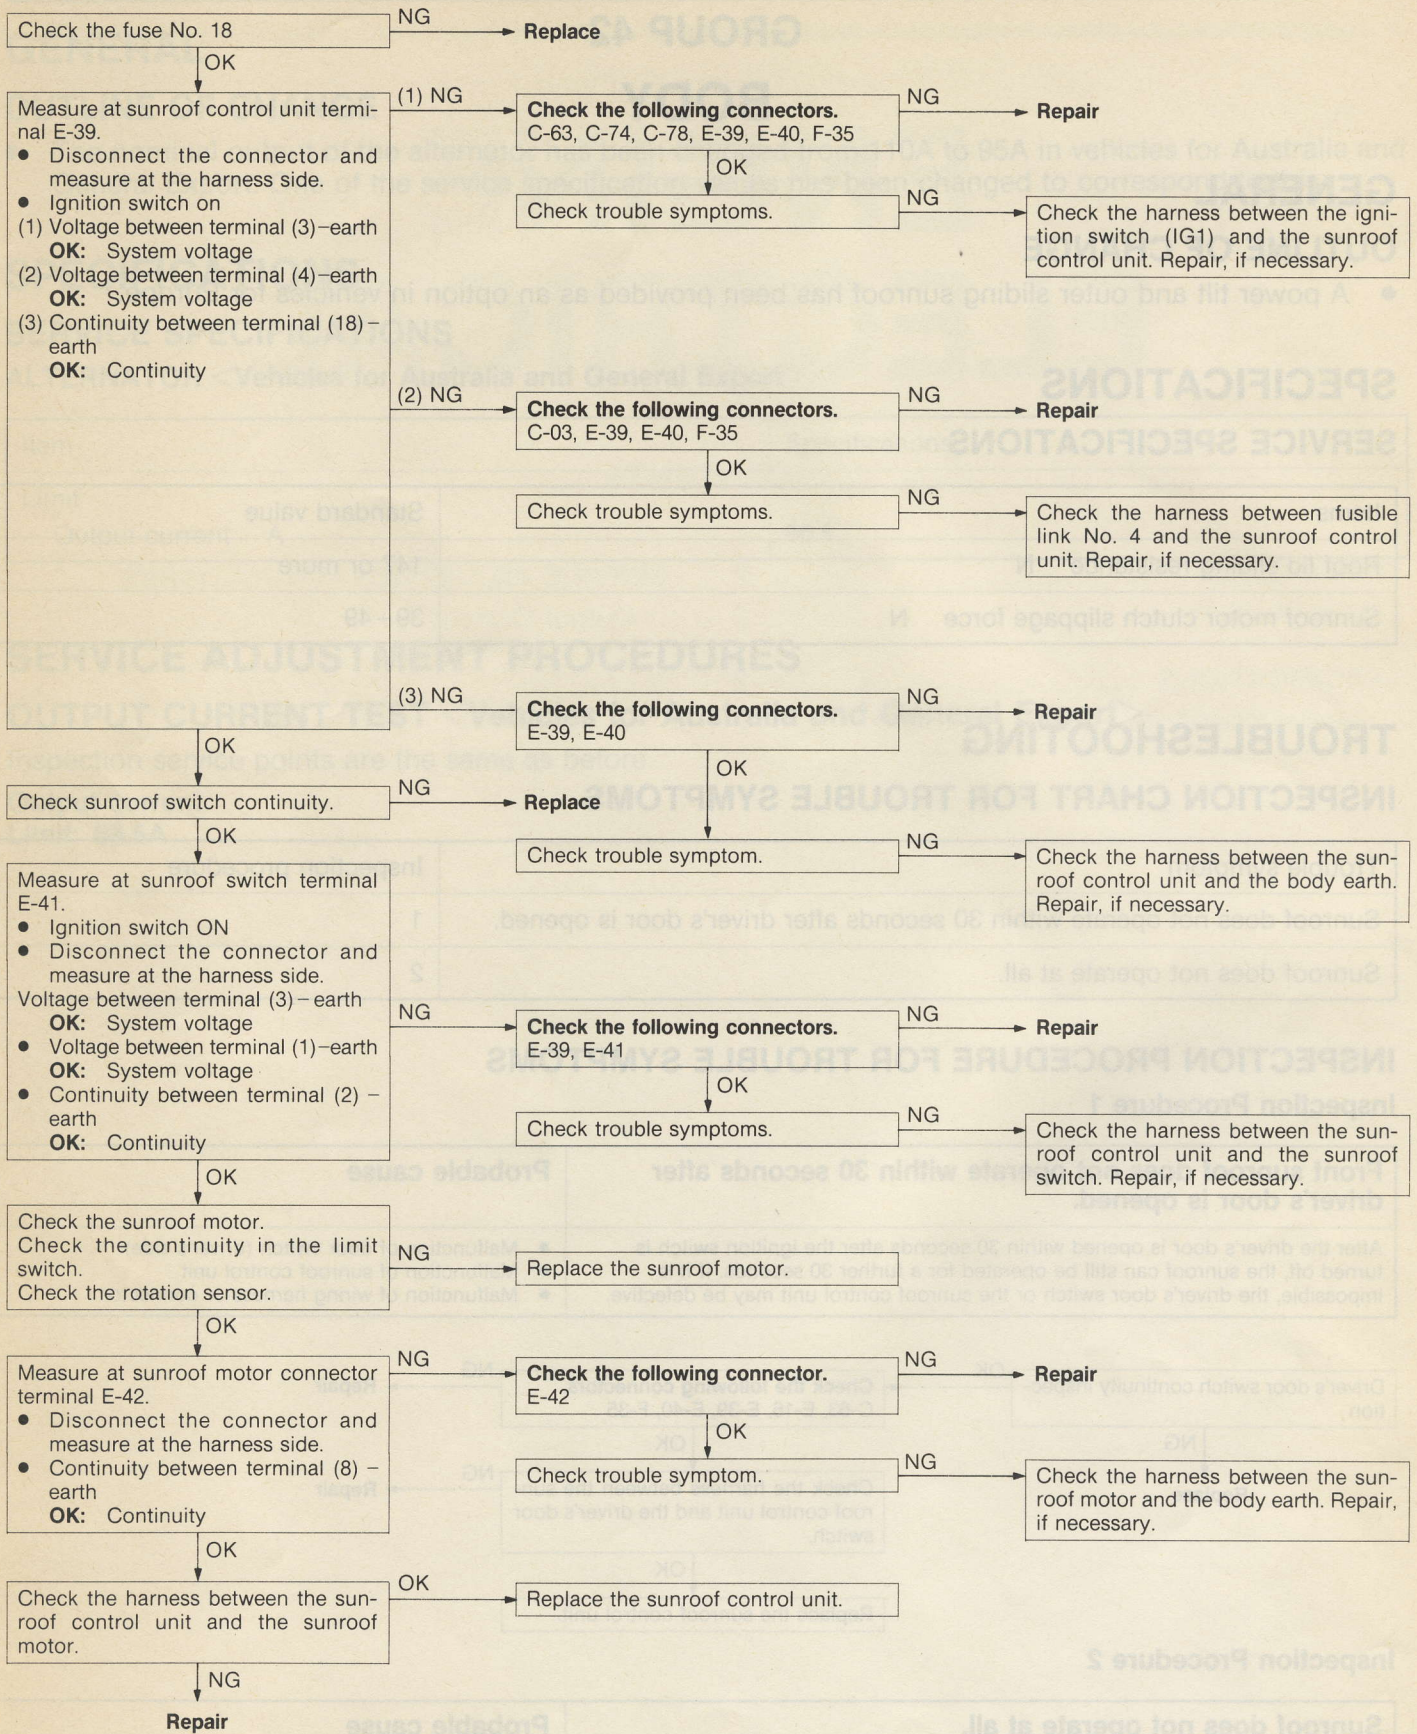 Check the fuse No. 18
NG
Replace
OK
Measure at sunroof control unit termi-
nal E-39.
● Disconnect the connector and
measure at the harness side.
● Ignition switch on
(1) Voltage between terminal (3)–earth
OK: System voltage
(2) Voltage between terminal (4)–earth
OK: System voltage
(3) Continuity between terminal (18) –
earth
OK: Continuity
(1) NG
Check the following connectors.
C-63, C-74, C-78, E-39, E-40, F-35
NG
Repair
OK
Check trouble symptoms.
NG
Check the harness between the igni-
tion switch (IG1) and the sunroof
control unit. Repair, if necessary.
(2) NG
Check the following connectors.
C-03, E-39, E-40, F-35
NG
Repair
OK
Check trouble symptoms.
NG
Check the harness between fusible
link No. 4 and the sunroof control
unit. Repair, if necessary.
(3) NG
Check the following connectors.
E-39, E-40
NG
Repair
OK
Check trouble symptom.
NG
Check the harness between the sun-
roof control unit and the body earth.
Repair, if necessary.
OK
Check sunroof switch continuity.
NG
Replace
OK
Measure at sunroof switch terminal
E-41.
● Ignition switch ON
● Disconnect the connector and
measure at the harness side.
Voltage between terminal (3) – earth
OK: System voltage
● Voltage between terminal (1)–earth
OK: System voltage
● Continuity between terminal (2) –
earth
OK: Continuity
NG
Check the following connectors.
E-39, E-41
NG
Repair
OK
Check trouble symptoms.
NG
Check the harness between the sun-
roof control unit and the sunroof
switch. Repair, if necessary.
OK
Check the sunroof motor.
Check the continuity in the limit
switch.
Check the rotation sensor.
NG
Replace the sunroof motor.
OK
Measure at sunroof motor connector
terminal E-42.
● Disconnect the connector and
measure at the harness side.
● Continuity between terminal (8) –
earth
OK: Continuity
NG
Check the following connector.
E-42
NG
Repair
OK
Check trouble symptom.
NG
Check the harness between the sun-
roof motor and the body earth. Repair,
if necessary.
OK
Check the harness between the sun-
roof control unit and the sunroof
motor.
OK
Replace the sunroof control unit.
NG
Repair